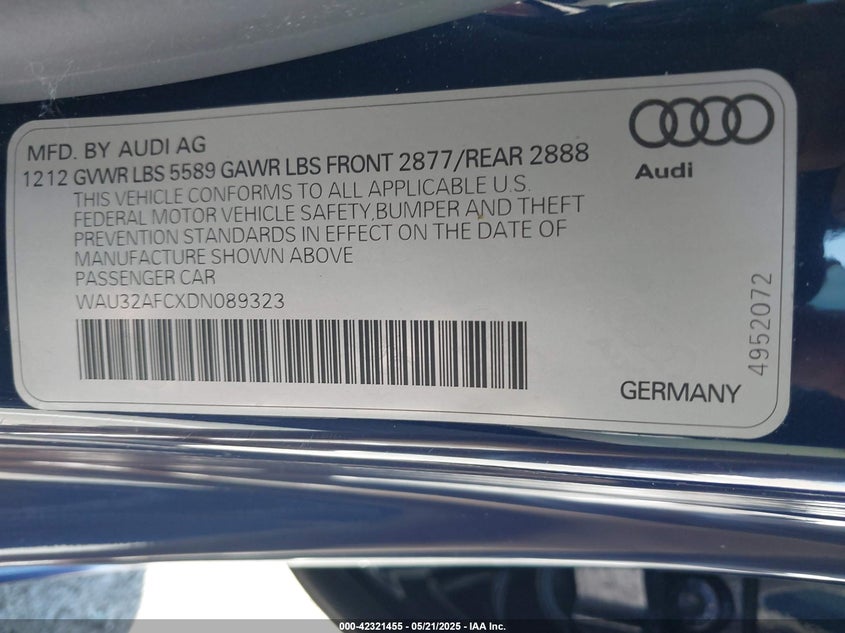 MFD. BY AUDI AG
1212 GVWR LBS 5589 GAWR LBS FRONT 2877/REAR 2888
THIS VEHICLE CONFORMS TO ALL APPLICABLE U.S.
FEDERAL MOTOR VEHICLE SAFETY,BUMPER AND THEFT
PREVENTION STANDARDS IN EFFECT ON THE DATE OF
MANUFACTURE SHOWN ABOVE
PASSENGER CAR
WAU32AFCXDN089323
Audi
4952072
GERMANY
000-42321455 - 05/21/2025 - IAA Inc.